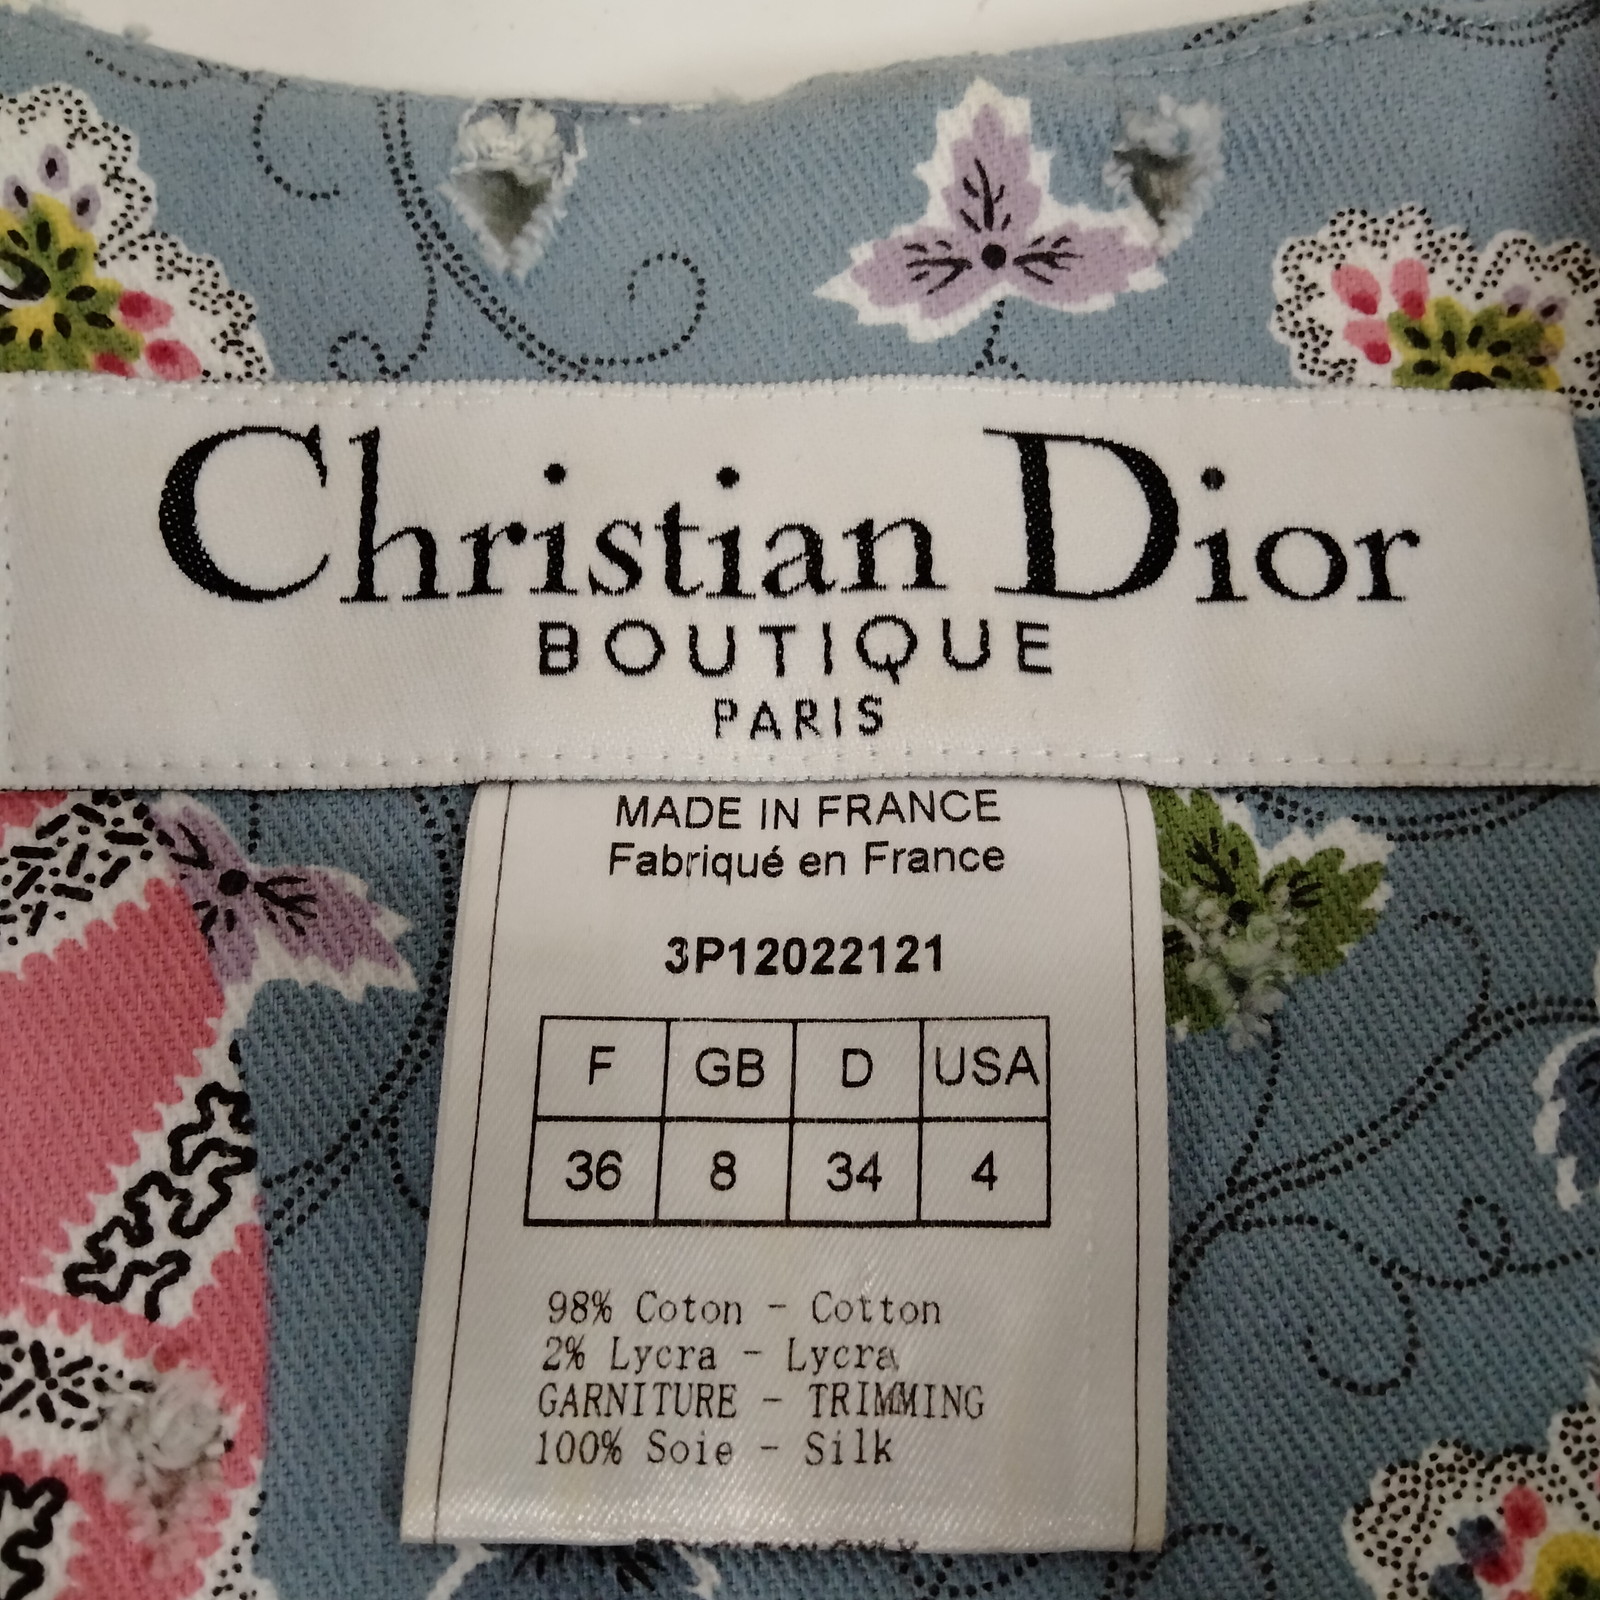 Christian Dior
BOUTIQUE
PARIS
MADE IN FRANCE
Fabriqué en France
3P12022121
F GB D USA
36 8 34 4
98% Coton - Cotton
2% Lycra - Lycra
GARNITURE - TRIMMING
100% Soie - Silk